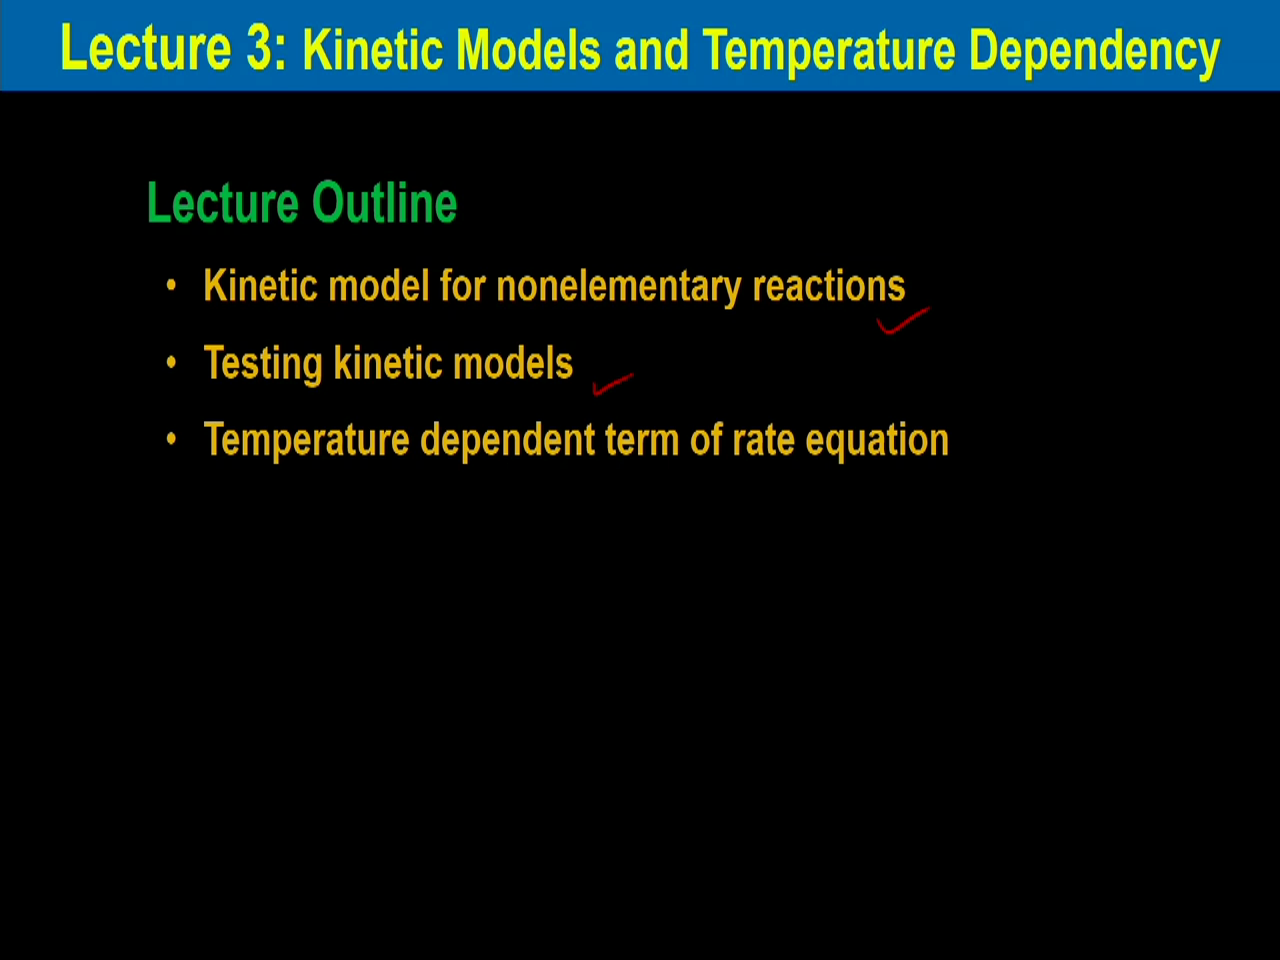 Lecture 3: Kinetic Models and Temperature Dependency
Lecture Outline
• Kinetic model for nonelementary reactions
• Testing kinetic models
• Temperature dependent term of rate equation